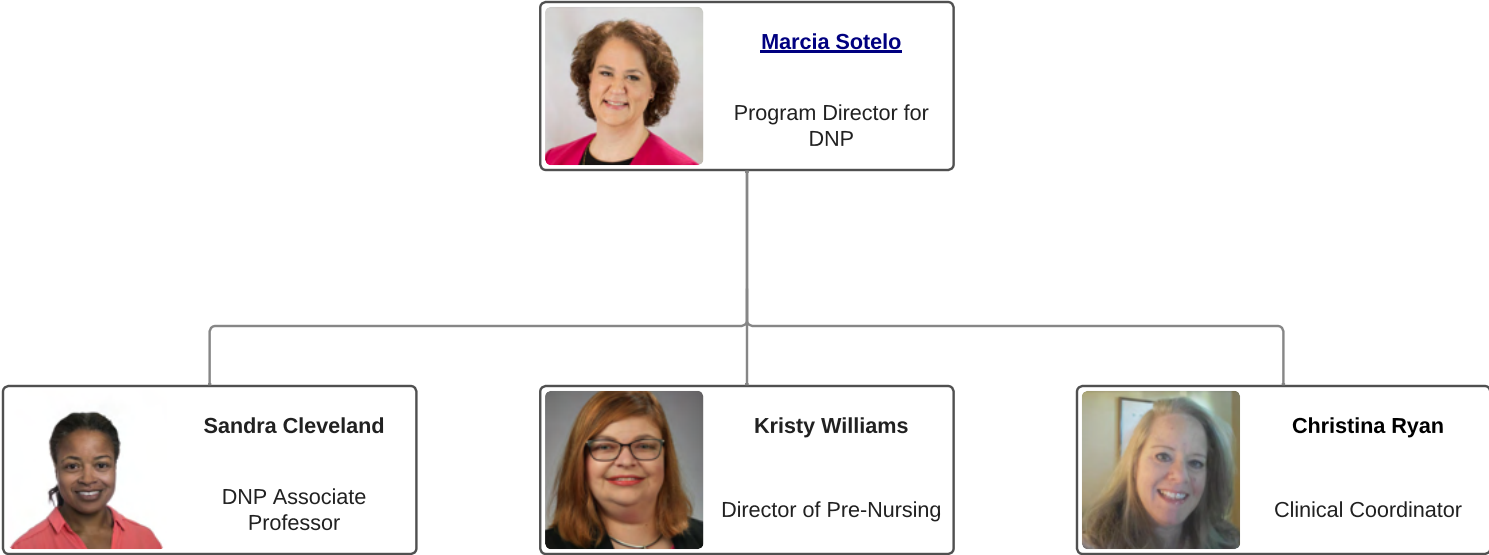 Marcia Sotelo
Program Director for
DNP
Sandra Cleveland
DNP Associate
Professor
Kristy Williams
Director of Pre-Nursing
Christina Ryan
Clinical Coordinator